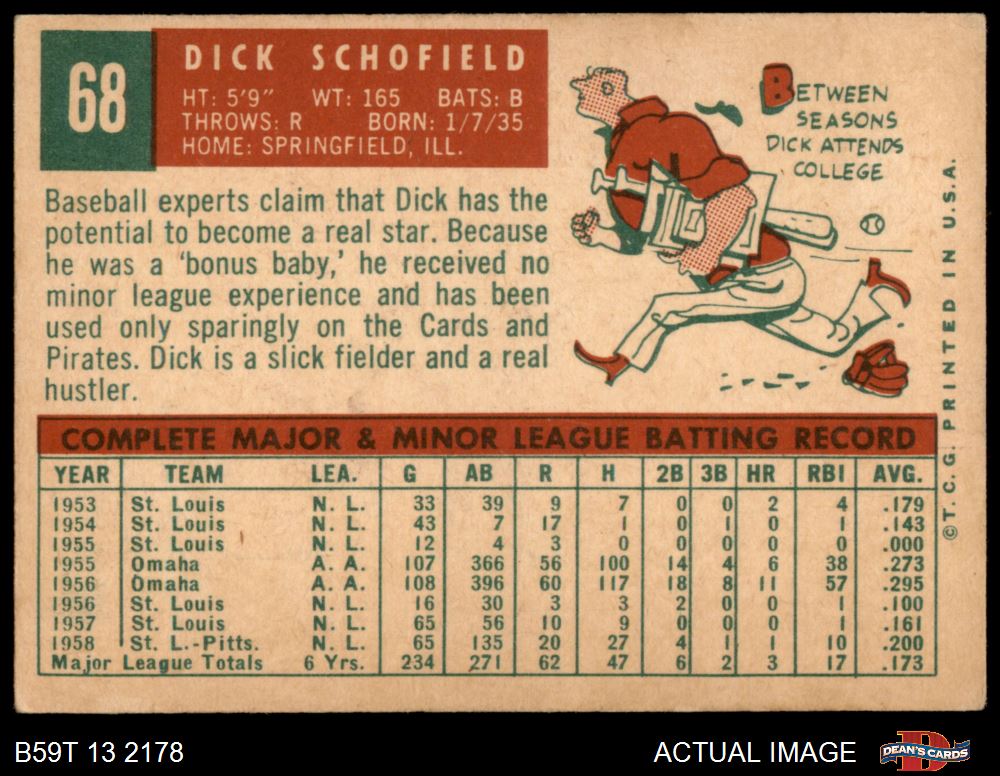 68
DICK SCHOFIELD
HT: 5'9" WT: 165 BATS: B
THROWS: R BORN: 1/7/35
HOME: SPRINGFIELD, ILL.
BETWEEN
SEASONS
DICK ATTENDS
COLLEGE
Baseball experts claim that Dick has the
potential to become a real star. Because
he was a 'bonus baby,' he received no
minor league experience and has been
used only sparingly on the Cards and
Pirates. Dick is a slick fielder and a real
hustler.
COMPLETE MAJOR & MINOR LEAGUE BATTING RECORD
YEAR TEAM LEA. G AB R H 2B 3B HR RBI AVG.
1953 St. Louis N. L. 33 39 9 7 0 0 2 4 .179
1954 St. Louis N. L. 43 7 17 1 0 1 0 1 .143
1955 St. Louis N. L. 12 4 3 0 0 0 0 0 .000
1955 Omaha A. A. 107 366 56 100 14 4 6 38 .273
1956 Omaha A. A. 108 396 60 117 18 8 11 57 .295
1956 St. Louis N. L. 16 30 3 3 2 0 0 1 .100
1957 St. Louis N. L. 65 56 10 9 0 0 0 1 .161
1958 St. L.-Pitts. N. L. 65 135 20 27 4 1 1 10 .200
Major League Totals 6 Yrs. 234 271 62 47 6 2 3 17 .173
© T. C. G. PRINTED IN U.S.A.
B59T 13 2178
ACTUAL IMAGE
D
DEAN'S CARDS